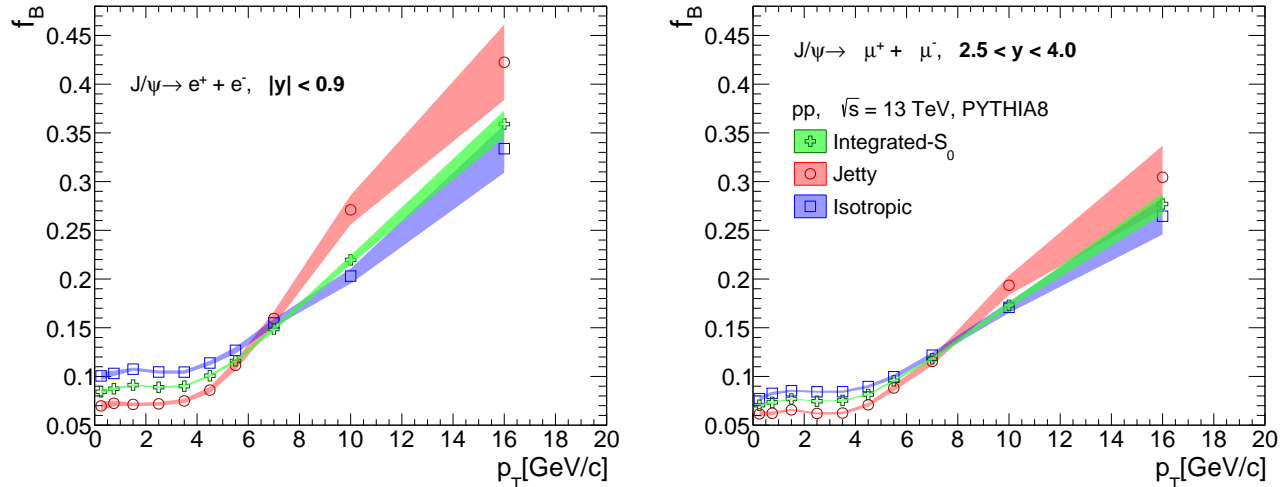 f_B
0.45
0.4
0.35
0.3
0.25
0.2
0.15
0.1
0.05
J/ψ→ e⁺ + e⁻, |y| < 0.9
0 2 4 6 8 10 12 14 16 18 20
p_T[GeV/c]
f_B
0.45
0.4
0.35
0.3
0.25
0.2
0.15
0.1
0.05
J/ψ→ μ⁺ + μ⁻, 2.5 < y < 4.0
pp, √s = 13 TeV, PYTHIA8
Integrated-S₀
Jetty
Isotropic
0 2 4 6 8 10 12 14 16 18 20
p_T[GeV/c]